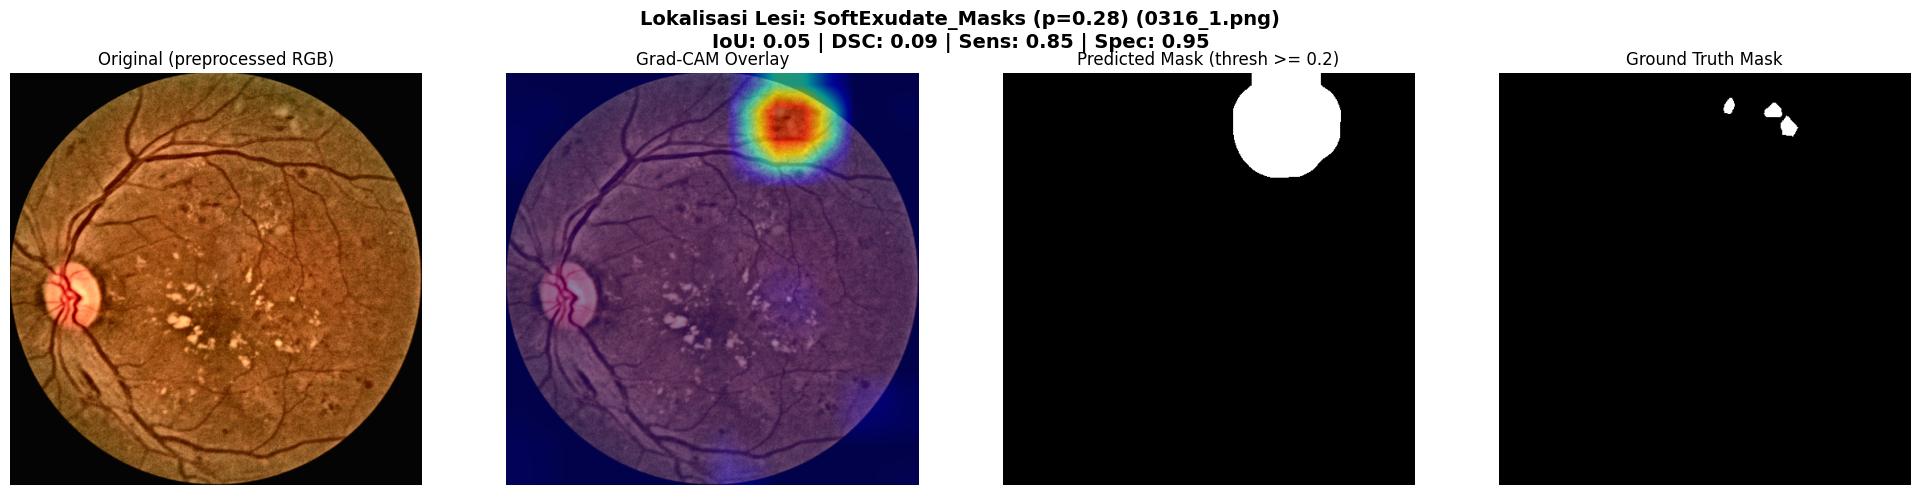 Lokalisasi Lesi: SoftExudate_Masks (p=0.28) (0316_1.png)
IoU: 0.05 | DSC: 0.09 | Sens: 0.85 | Spec: 0.95
Original (preprocessed RGB)
Grad-CAM Overlay
Predicted Mask (thresh >= 0.2)
Ground Truth Mask